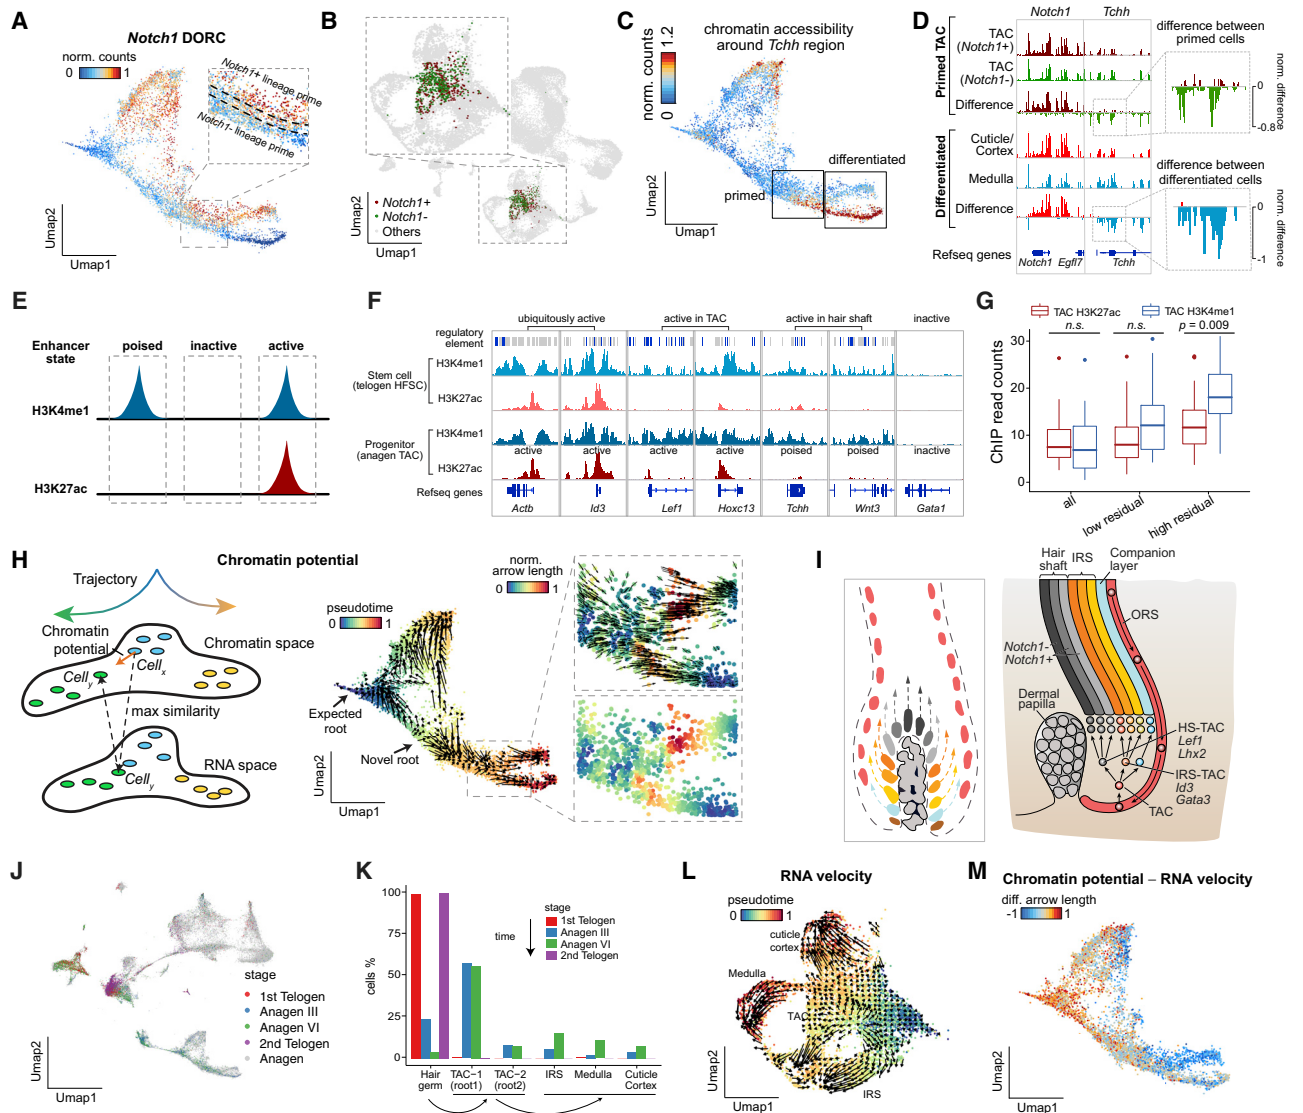 A
Notch1 DORC
norm. counts
0 1
Notch1+ lineage prime
Notch1- lineage prime
Umap2
Umap1
B
Notch1+
Notch1-
Others
Umap2
Umap1
C
chromatin accessibility
around Tchh region
norm. counts
0 1.2
differentiated
primed
Umap2
Umap1
D
Notch1 Tchh
difference between
primed cells
Primed TAC
TAC
(Notch1+)
TAC
(Notch1-)
Difference
0
-0.8
norm. difference
Differentiated
Cuticle/
Cortex
Medulla
Difference
difference between
differentiated cells
0
-1
norm. difference
Refseq genes
Notch1 Egfl7 Tchh
E
Enhancer
state
poised inactive active
H3K4me1
H3K27ac
F
ubiquitously active active in TAC active in hair shaft inactive
regulatory
element
Stem cell
(telogen HFSC)
H3K4me1
H3K27ac
Progenitor
(anagen TAC)
H3K4me1
H3K27ac
active active active active poised poised inactive
Refseq genes
Actb Id3 Lef1 Hoxc13 Tchh Wnt3 Gata1
G
TAC H3K27ac TAC H3K4me1
n.s. n.s. p = 0.009
ChIP read counts
30
20
10
0
all low residual high residual
H
Chromatin potential
Trajectory
Chromatin
potential
Chromatin space
Cellx
Celly
max similarity
RNA space
Celly
pseudotime
0 1
norm.
arrow length
0 1
Expected
root
Novel root
Umap2
Umap1
I
Hair
shaft
IRS
Companion
layer
ORS
Notch1-
Notch1+
Dermal
papilla
HS-TAC
Lef1
Lhx2
IRS-TAC
Id3
Gata3
TAC
J
stage
1st Telogen
Anagen III
Anagen VI
2nd Telogen
Anagen
Umap2
Umap1
K
cells %
100
75
50
25
0
time
stage
1st Telogen
Anagen III
Anagen VI
2nd Telogen
Hair
germ
TAC-1
(root1)
TAC-2
(root2)
IRS
Medulla
Cuticle
Cortex
L
RNA velocity
pseudotime
0 1
cuticle
cortex
Medulla
TAC
IRS
Umap2
Umap1
M
Chromatin potential – RNA velocity
diff. arrow length
-1 1
Umap2
Umap1